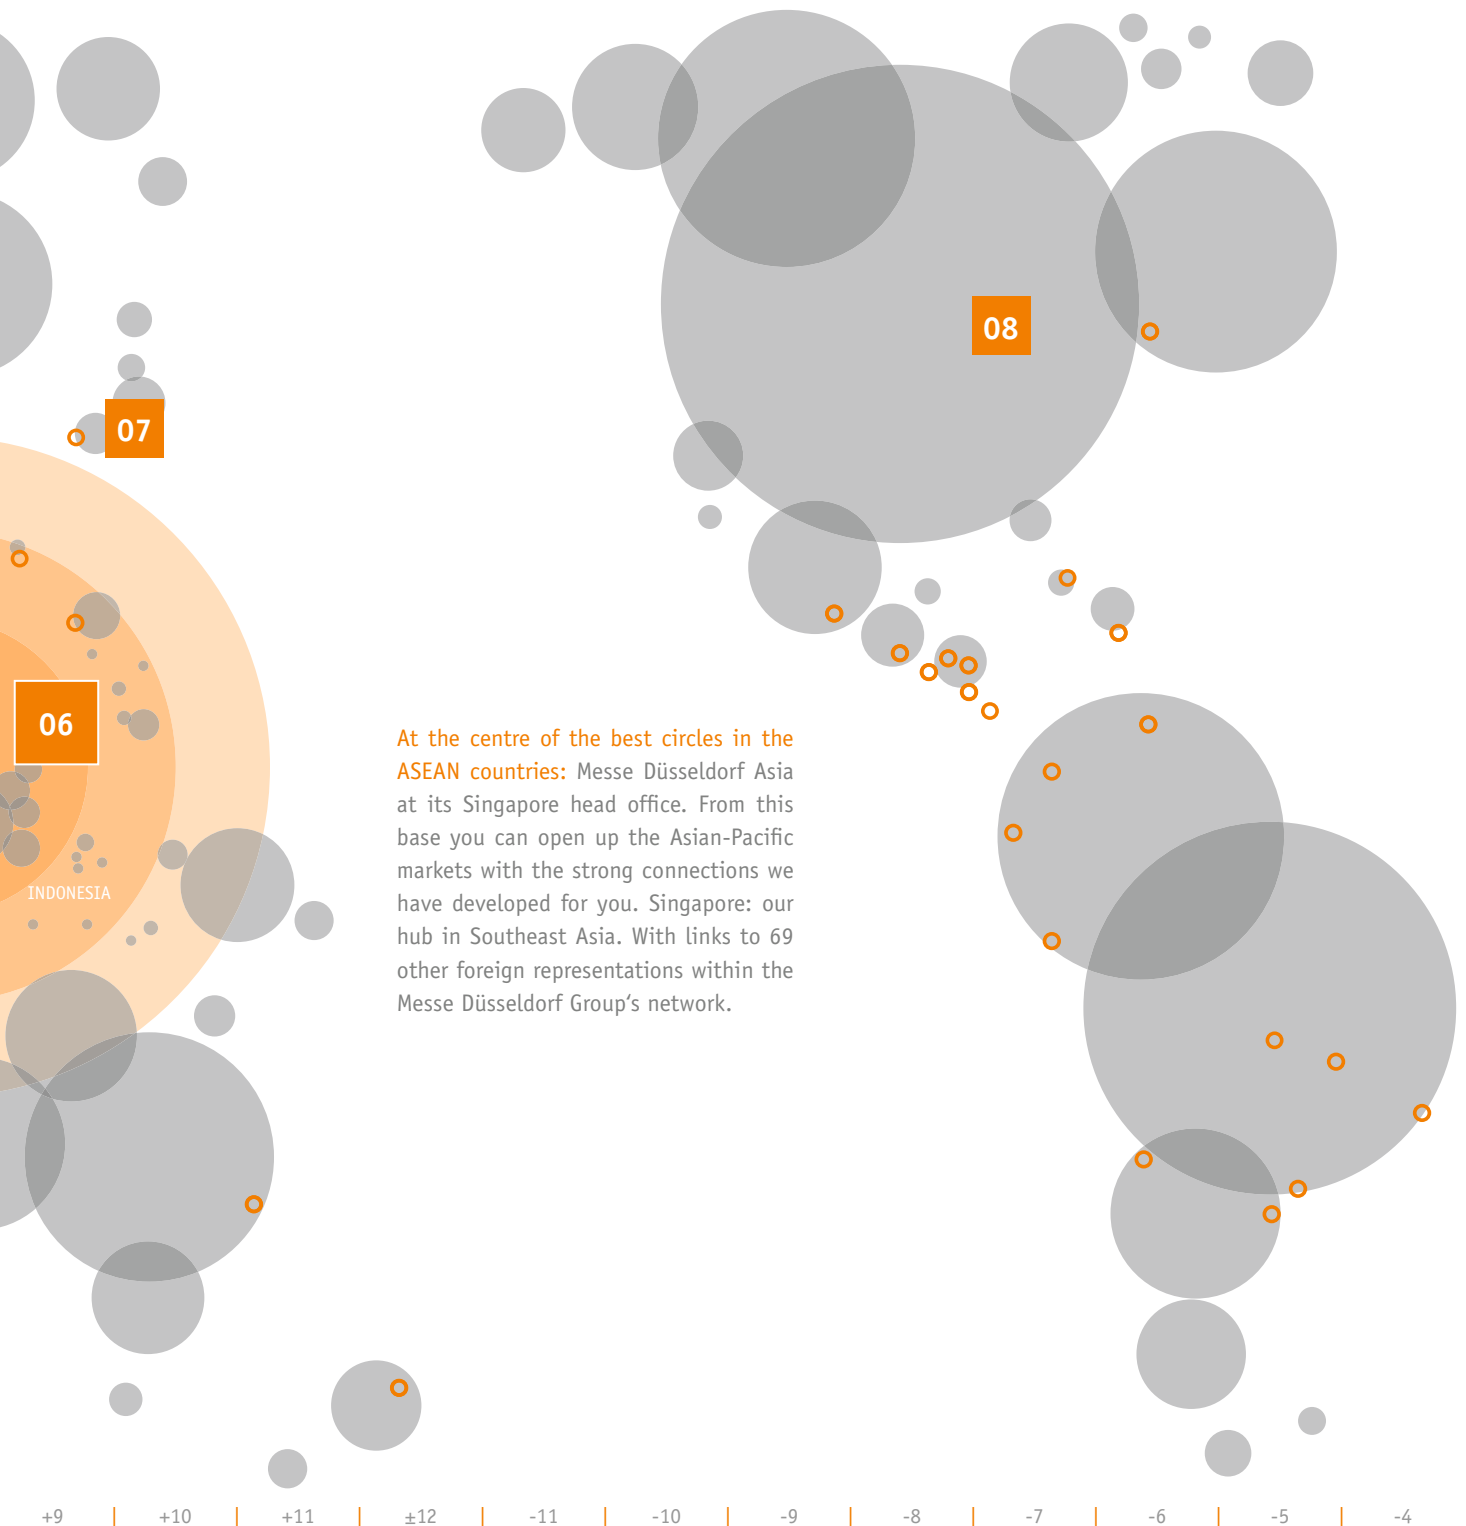 08
07
06
At the centre of the best circles in the
ASEAN countries: Messe Düsseldorf Asia
at its Singapore head office. From this
base you can open up the Asian-Pacific
markets with the strong connections we
have developed for you. Singapore: our
hub in Southeast Asia. With links to 69
other foreign representations within the
Messe Düsseldorf Group‘s network.
INDONESIA
+9 | +10 | +11 | ±12 | -11 | -10 | -9 | -8 | -7 | -6 | -5 | -4